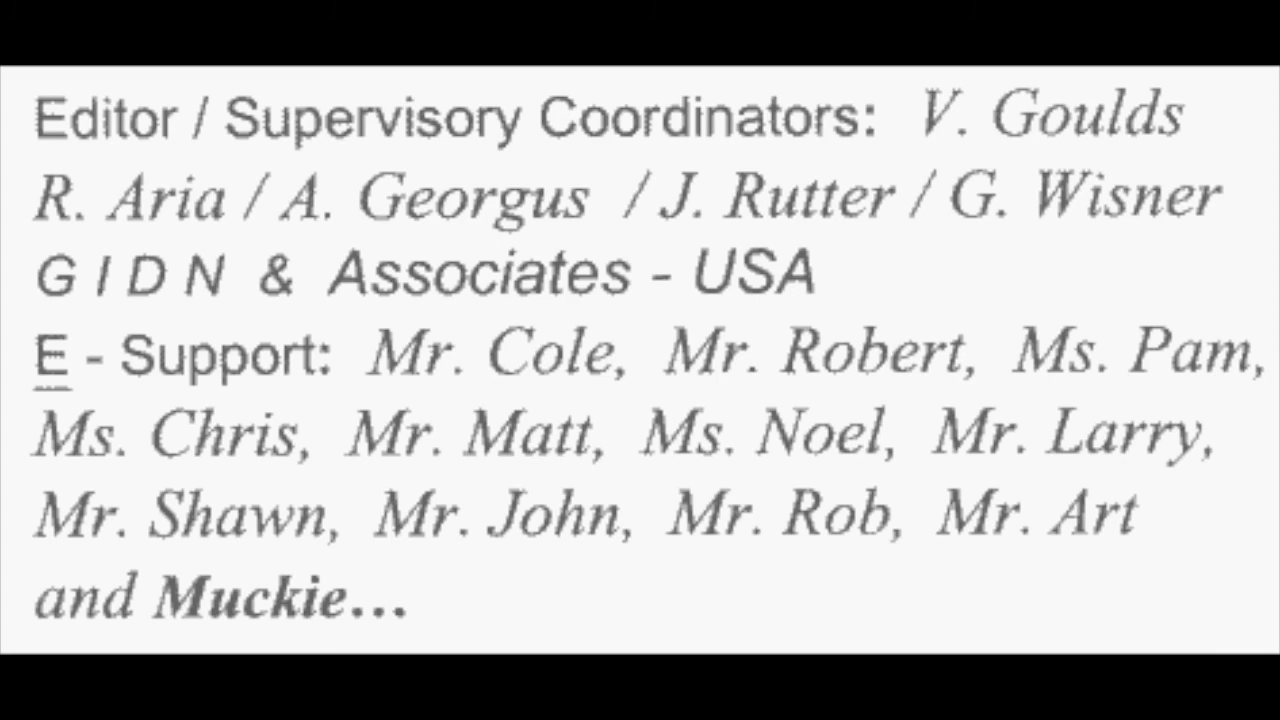 Editor / Supervisory Coordinators: V. Goulds
R. Aria / A. Georgus / J. Rutter / G. Wisner
G I D N & Associates - USA
E - Support: Mr. Cole, Mr. Robert, Ms. Pam,
Ms. Chris, Mr. Matt, Ms. Noel, Mr. Larry,
Mr. Shawn, Mr. John, Mr. Rob, Mr. Art
and Muckie...